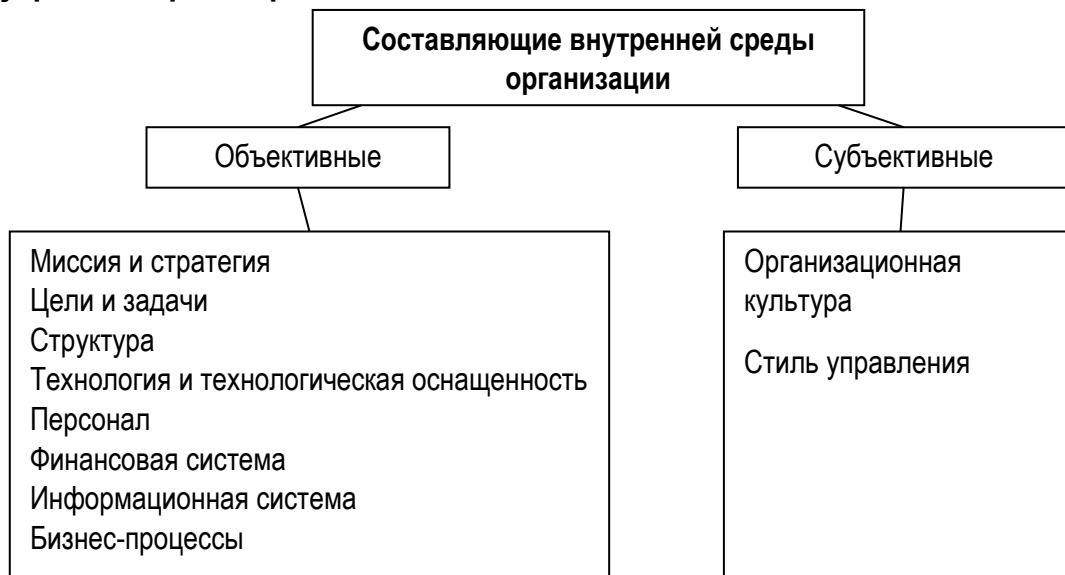 Составляющие внутренней среды
организации
Объективные
Субъективные
Миссия и стратегия
Цели и задачи
Структура
Технология и технологическая оснащенность
Персонал
Финансовая система
Информационная система
Бизнес-процессы
Организационная
культура
Стиль управления